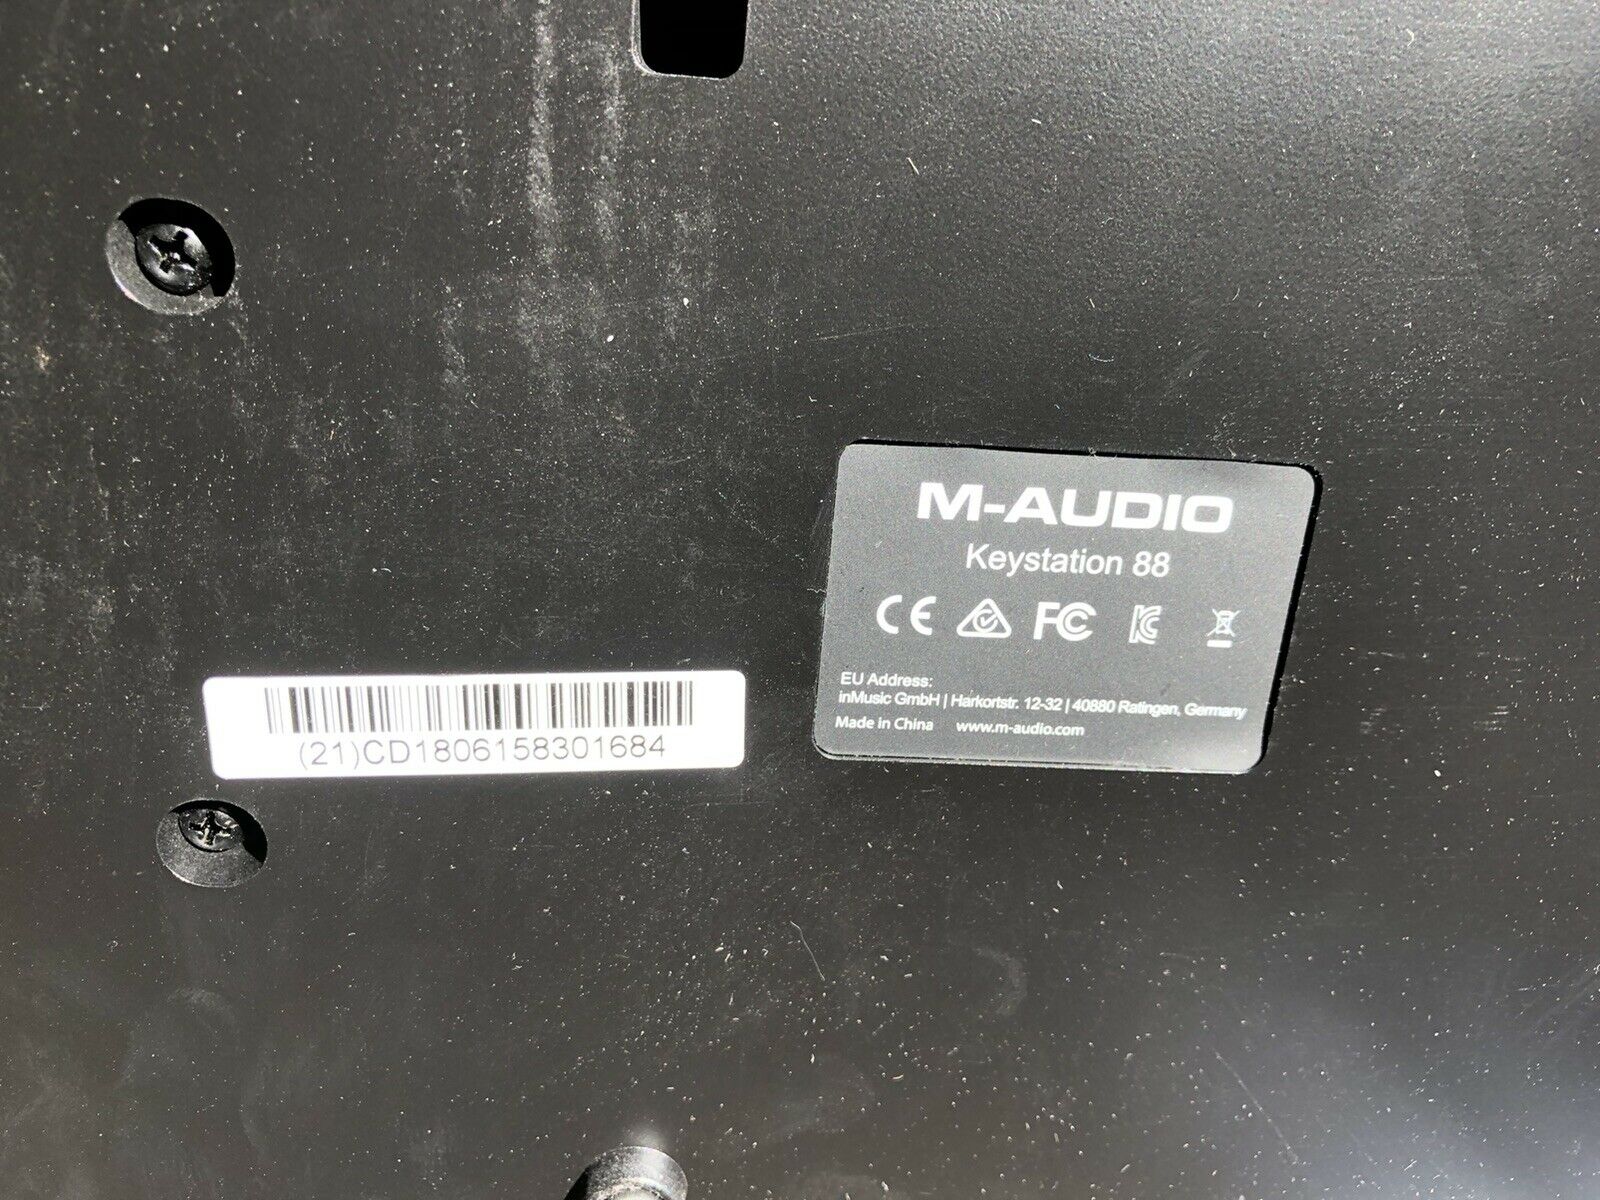 M-AUDIO
Keystation 88
CE FC
EU Address:
inMusic GmbH | Harkortstr. 12-32 | 40880 Ratingen, Germany
Made in China www.m-audio.com
(21)CD1806158301684